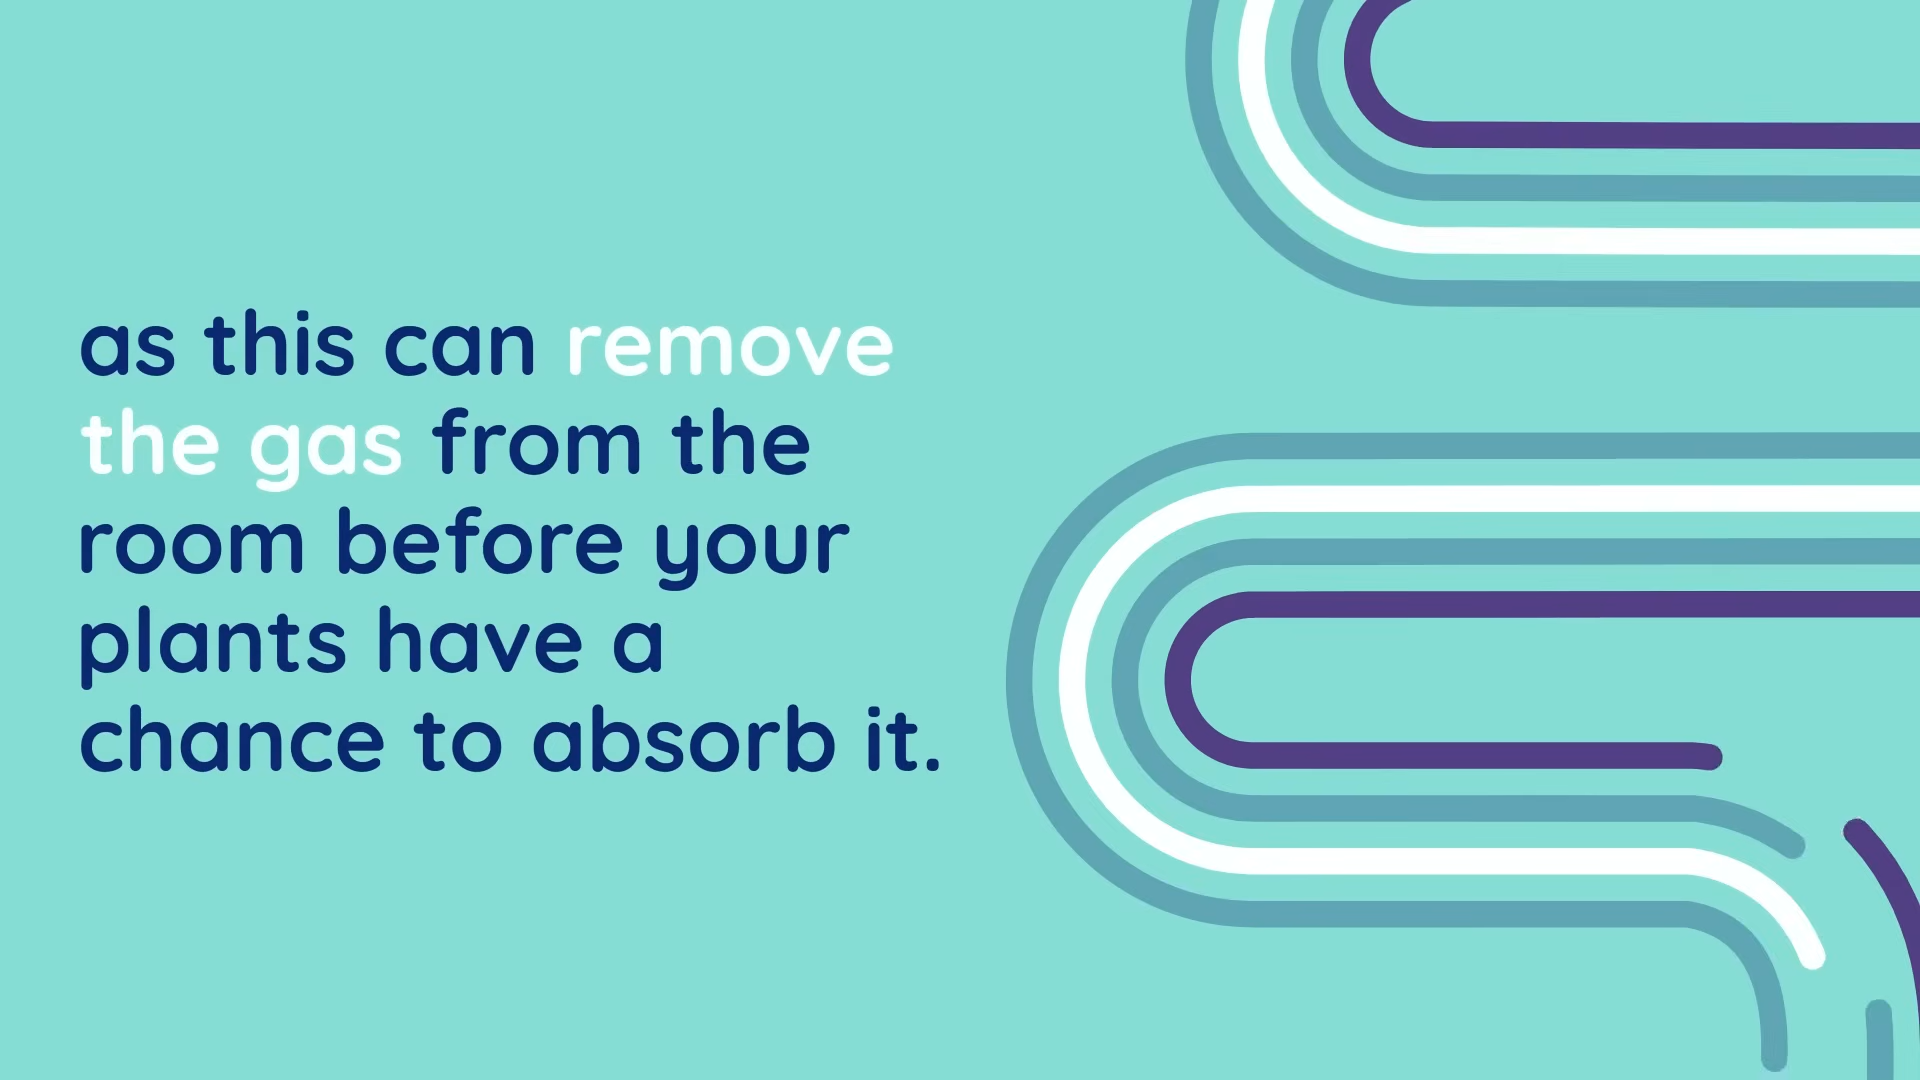 as this can remove
the gas from the
room before your
plants have a
chance to absorb it.